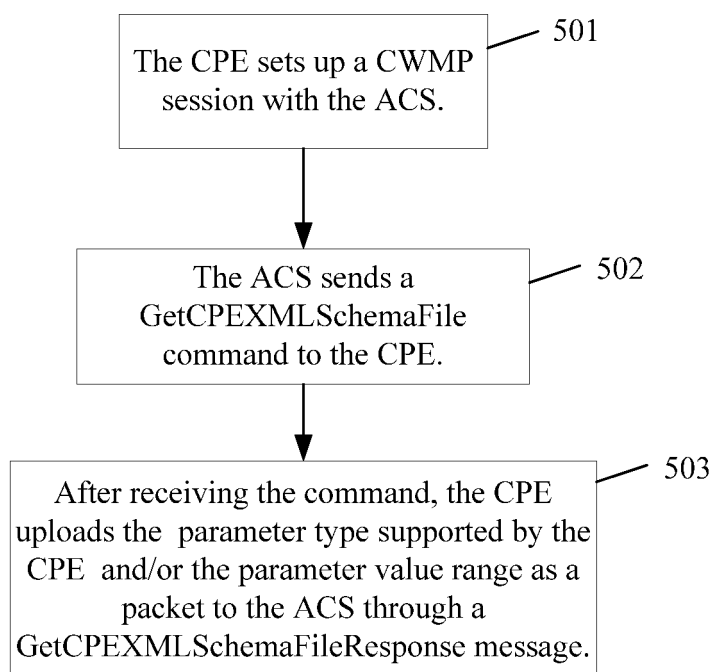 The CPE sets up a CWMP
session with the ACS.
501
The ACS sends a
GetCPEXMLSchemaFile
command to the CPE.
502
After receiving the command, the CPE
uploads the parameter type supported by the
CPE and/or the parameter value range as a
packet to the ACS through a
GetCPEXMLSchemaFileResponse message.
503